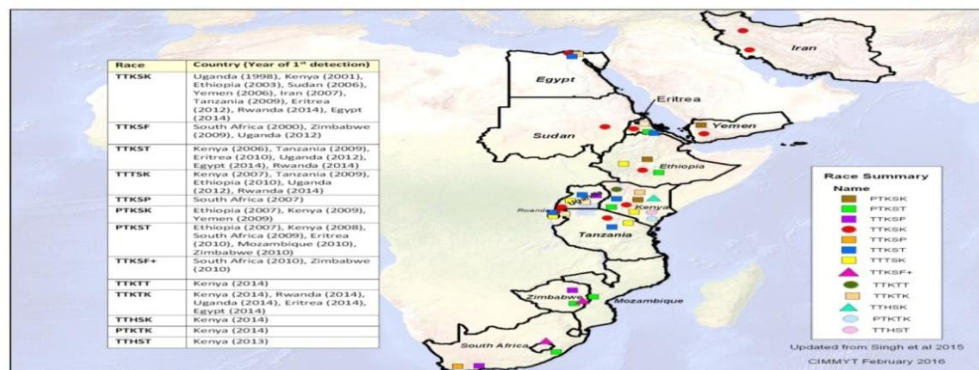 Race Country (Year of 1st detection)
TTKSK Uganda (1998), Kenya (2001),
Ethiopia (2003), Sudan (2006),
Yemen (2006), Iran (2007),
Tanzania (2009), Eritrea
(2012), Rwanda (2014), Egypt
(2014)
TTKSF South Africa (2000), Zimbabwe
(2009), Uganda (2012)
TTKST Kenya (2006), Tanzania (2009),
Eritrea (2010), Uganda (2012),
Egypt (2014), Rwanda (2014)
TTTSK Kenya (2007), Tanzania (2009),
Ethiopia (2010), Uganda
(2012), Rwanda (2014)
TTKSP South Africa (2007)
PTKSK Ethiopia (2007), Kenya (2009),
Yemen (2009)
PTKST Ethiopia (2007), Kenya (2008),
South Africa (2009), Eritrea
(2010), Mozambique (2010),
Zimbabwe (2010)
TTKSF+ South Africa (2010), Zimbabwe
(2010)
TTKTT Kenya (2014)
TTKTK Kenya (2014), Rwanda (2014),
Uganda (2014), Eritrea (2014),
Egypt (2014)
TTHSK Kenya (2014)
PTKTK Kenya (2014)
TTHST Kenya (2013)
Iran
Egypt
Eritrea
Sudan
Yemen
Ethiopia
Kenya
Rwanda
Tanzania
Zimbabwe
Mozambique
South Africa
Race Summary
Name
PTKSK
PTKST
TTKSP
TTKSK
TTKSP
TTKST
TTTSK
TTKSF+
TTKTT
TTKTK
TTHSK
PTKTK
TTHST
Updated from Singh et al 2015
CIMMYT February 2016